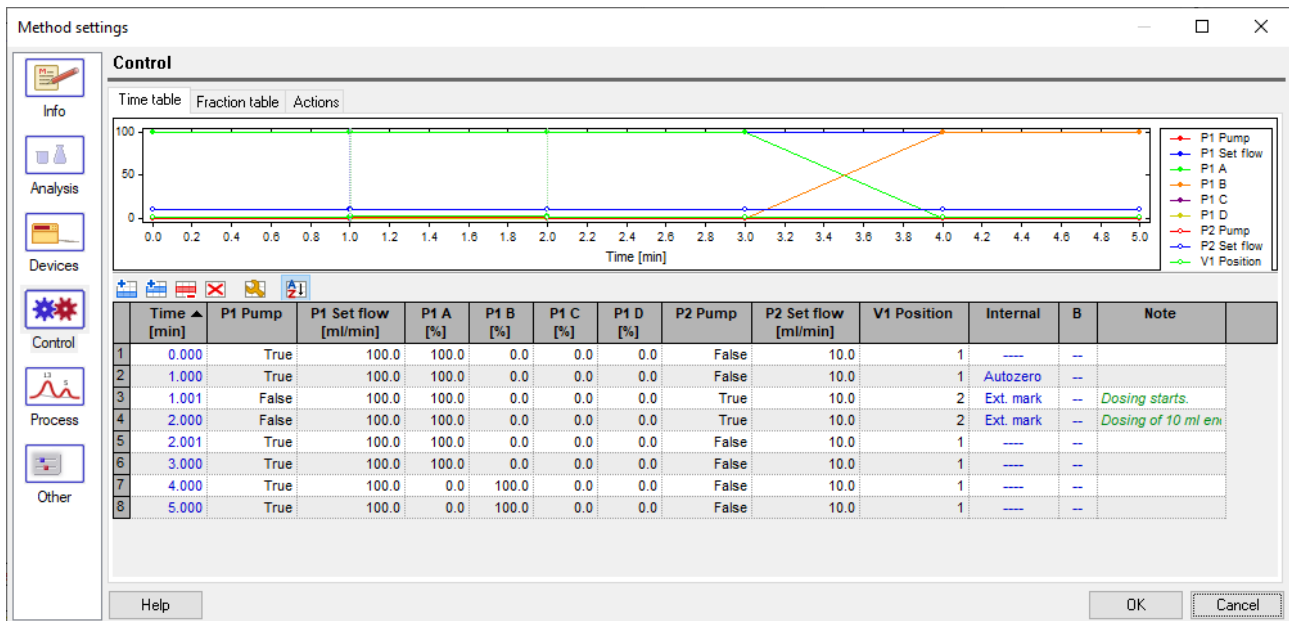 Method settings
Info
Analysis
Devices
Control
13 5
Process
Other
Control
Time table Fraction table Actions
100
50
0
0.0 0.2 0.4 0.6 0.8 1.0 1.2 1.4 1.6 1.8 2.0 2.2 2.4 2.6 2.8 3.0 3.2 3.4 3.6 3.8 4.0 4.2 4.4 4.6 4.8 5.0
Time [min]
P1 Pump
P1 Set flow
P1 A
P1 B
P1 C
P1 D
P2 Pump
P2 Set flow
V1 Position
Time P1 Pump P1 Set flow P1 A P1 B P1 C P1 D P2 Pump P2 Set flow V1 Position Internal B Note
[min] [ml/min] [%] [%] [%] [%] [ml/min]
1 0.000 True 100.0 100.0 0.0 0.0 0.0 False 10.0 1 ---- --
2 1.000 True 100.0 100.0 0.0 0.0 0.0 False 10.0 1 Autozero --
3 1.001 False 100.0 100.0 0.0 0.0 0.0 True 10.0 2 Ext. mark -- Dosing starts.
4 2.000 False 100.0 100.0 0.0 0.0 0.0 True 10.0 2 Ext. mark -- Dosing of 10 ml en
5 2.001 True 100.0 100.0 0.0 0.0 0.0 False 10.0 1 ---- --
6 3.000 True 100.0 100.0 0.0 0.0 0.0 False 10.0 1 ---- --
7 4.000 True 100.0 0.0 100.0 0.0 0.0 False 10.0 1 ---- --
8 5.000 True 100.0 0.0 100.0 0.0 0.0 False 10.0 1 ---- --
Help OK Cancel